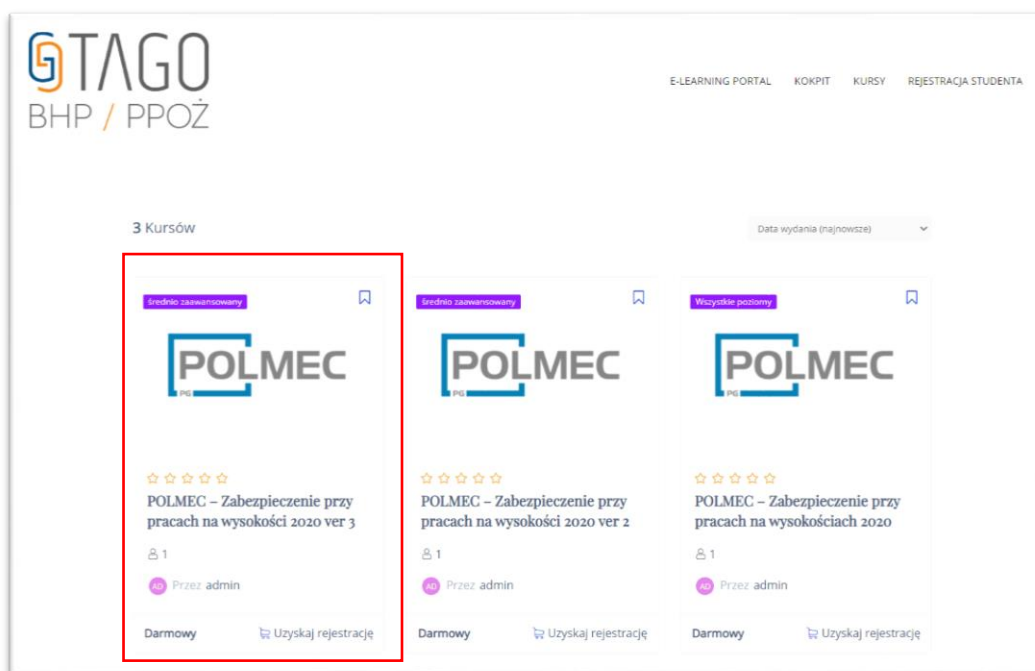 TAGO
BHP / PPOŻ
E-LEARNING PORTAL KOKPIT KURSY REJESTRACJA STUDENTA
3 Kursów
Data wydania (najnowsze)
średnio zaawansowany
POLMEC
PG
POLMEC – Zabezpieczenie przy
pracach na wysokości 2020 ver 3
1
AD Przez admin
Darmowy Uzyskaj rejestrację
średnio zaawansowany
POLMEC
PG
POLMEC – Zabezpieczenie przy
pracach na wysokości 2020 ver 2
1
AD Przez admin
Darmowy Uzyskaj rejestrację
Wszystkie poziomy
POLMEC
PG
POLMEC – Zabezpieczenie przy
pracach na wysokościach 2020
1
AD Przez admin
Darmowy Uzyskaj rejestrację